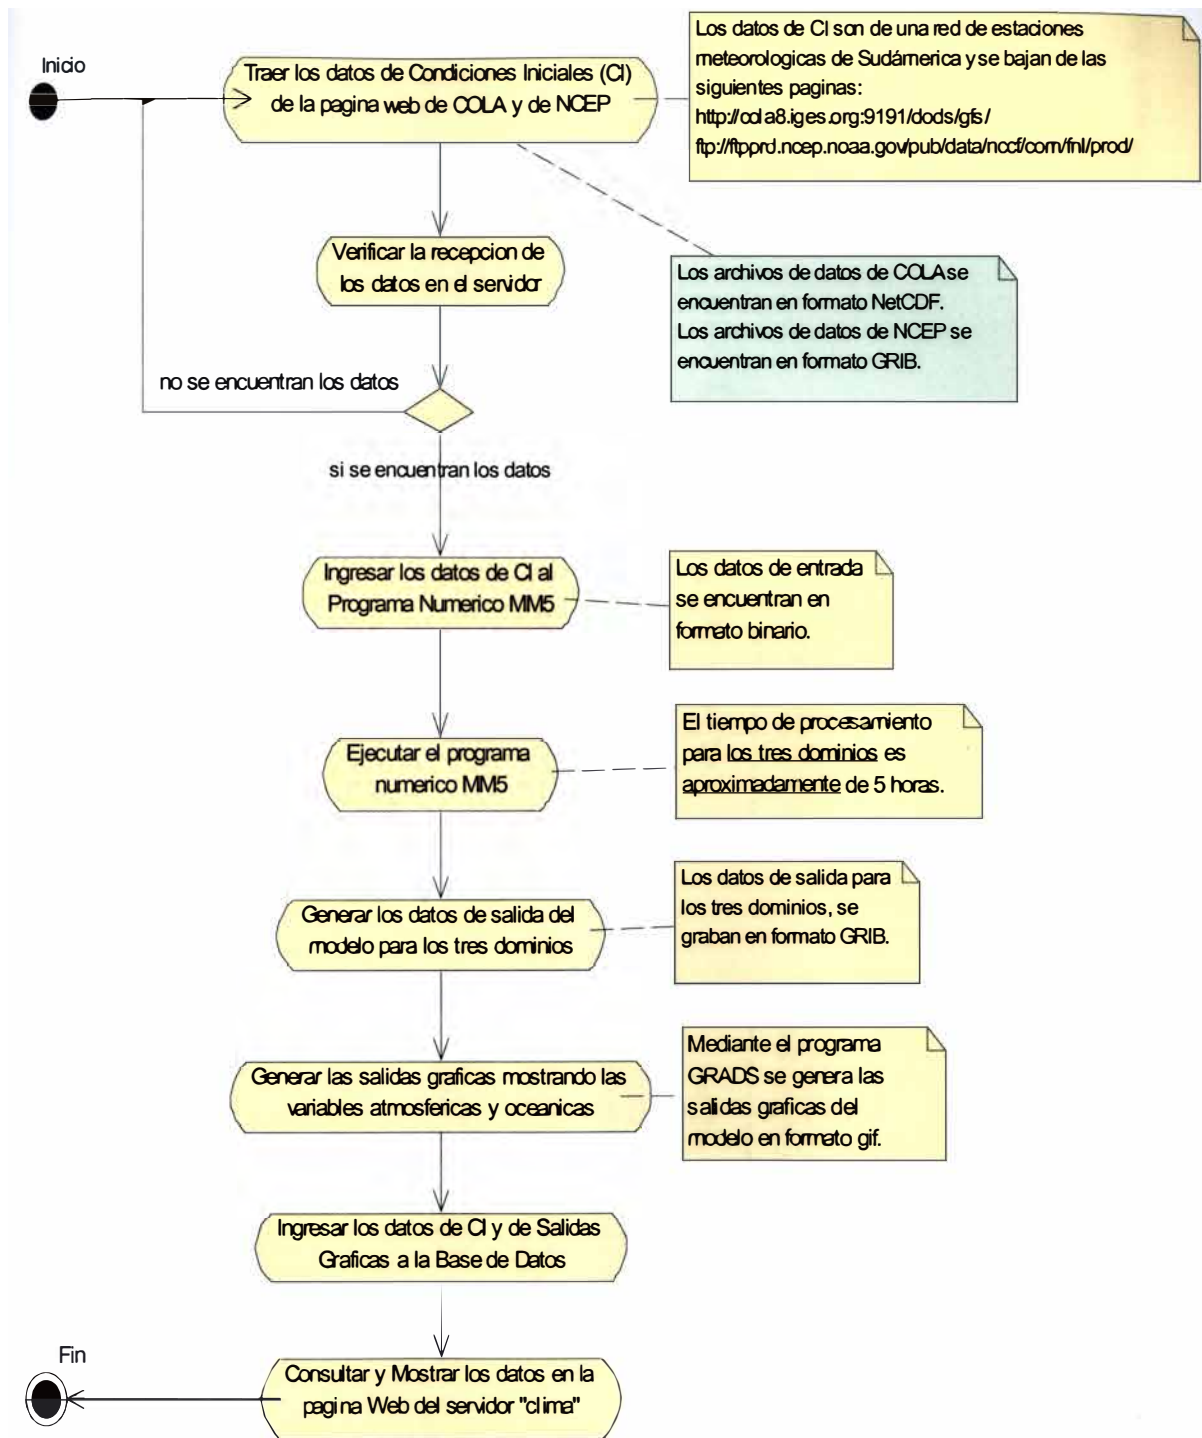 Inicio
Traer los datos de Condiciones Iniciales (CI)
de la pagina web de COLA y de NCEP
Los datos de CI son de una red de estaciones
meteorologicas de Sudámerica y se bajan de las
siguientes paginas:
http://cola8.iges.org:9191/dods/gfs/
ftp://ftpprd.ncep.noaa.gov/pub/data/nccf/com/fnl/prod/
Verificar la recepcion de
los datos en el servidor
Los archivos de datos de COLA se
encuentran en formato NetCDF.
Los archivos de datos de NCEP se
encuentran en formato GRIB.
no se encuentran los datos
si se encuentran los datos
Ingresar los datos de CI al
Programa Numerico MM5
Los datos de entrada
se encuentran en
formato binario.
Ejecutar el programa
numerico MM5
El tiempo de procesamiento
para los tres dominios es
aproximadamente de 5 horas.
Generar los datos de salida del
modelo para los tres dominios
Los datos de salida para
los tres dominios, se
graban en formato GRIB.
Generar las salidas graficas mostrando las
variables atmosfericas y oceanicas
Mediante el programa
GRADS se genera las
salidas graficas del
modelo en formato gif.
Ingresar los datos de CI y de Salidas
Graficas a la Base de Datos
Fin
Consultar y Mostrar los datos en la
pagina Web del servidor "clima"